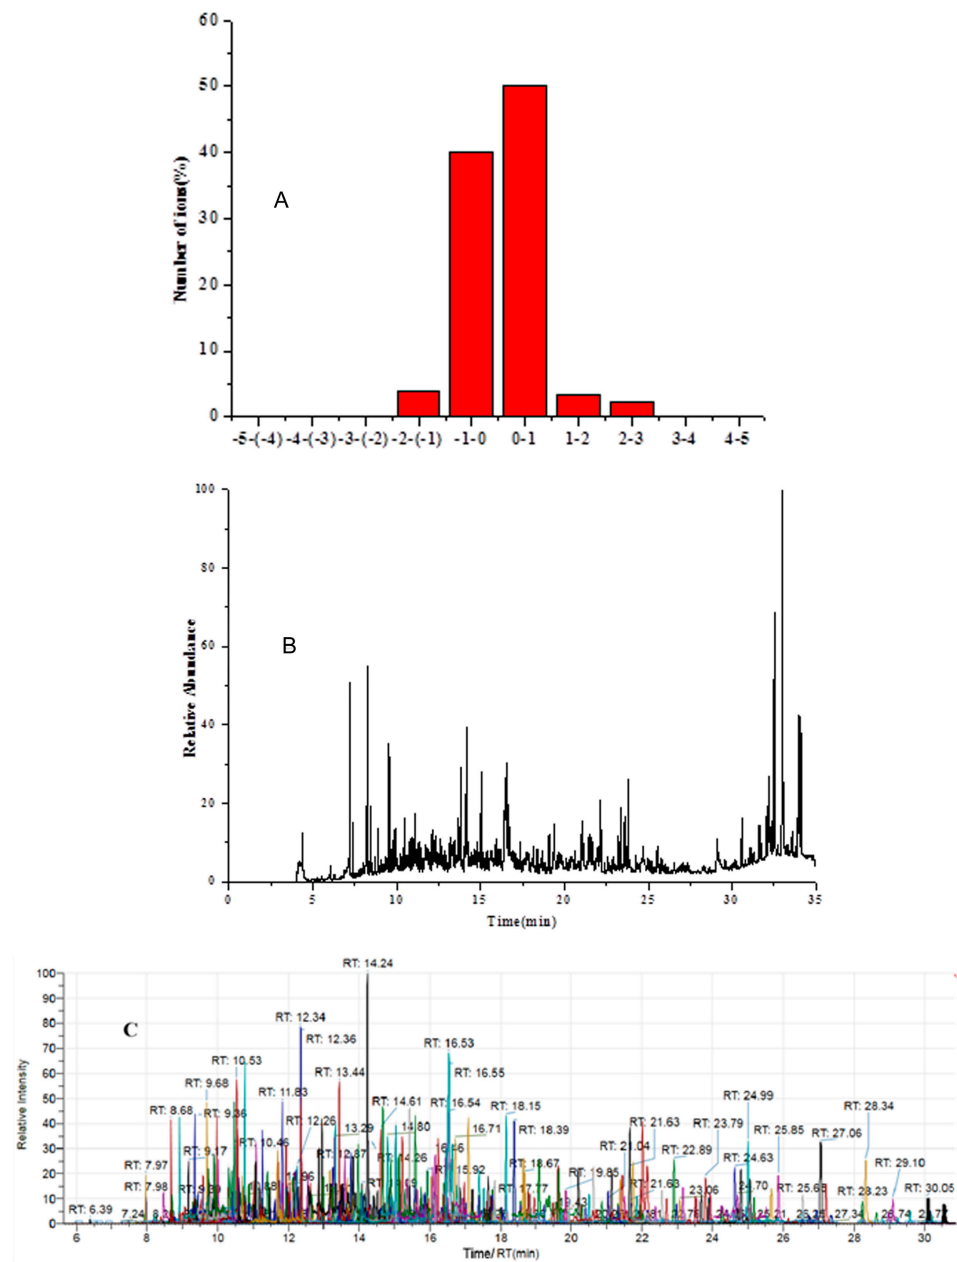 60
50
40
30
20
10
0
Number of ions(%)
A
-5-(-4) -4-(-3) -3-(-2) -2-(-1) -1-0 0-1 1-2 2-3 3-4 4-5
100
80
60
40
20
0
Relative Abundance
B
0 5 10 15 20 25 30 35
Time(min)
RT: 14.24
100
90
80
70
60
50
40
30
20
10
0
Relative Intensity
C
RT: 12.34
RT: 12.36
RT: 16.53
RT: 10.53
RT: 13.44
RT: 16.55
RT: 9.68
RT: 11.83
RT: 24.99
RT: 8.68
RT: 9.36
RT: 12.26
RT: 14.61
RT: 16.54
RT: 18.15
RT: 28.34
13.29
14.80
16.71
RT: 18.39
RT: 21.63
RT: 23.79
RT: 25.85
RT: 27.06
RT: 10.46
RT: 9.17
RT: 21.04
RT: 22.89
RT: 24.63
RT: 7.97
RT: 18.67
RT: 19.85
RT: 29.10
RT: 7.98
RT: 17.77
RT: 21.63
23.06
RT: 25.68
RT: 28.23
RT: 30.05
RT: 6.39
7.24
27.34
6 8 10 12 14 16 18 20 22 24 26 28 30
Time/ RT(min)